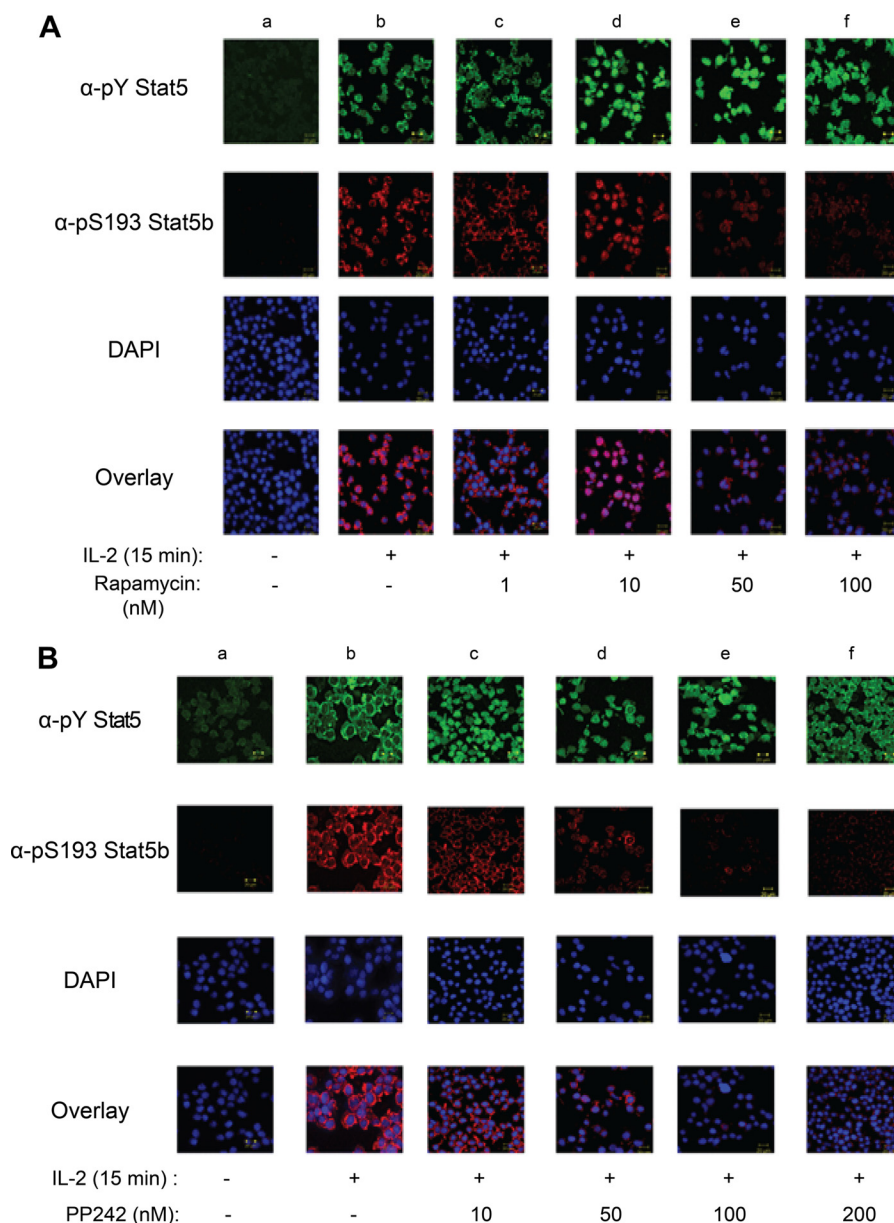 A
a b c d e f
α-pY Stat5
α-pS193 Stat5b
DAPI
Overlay
IL-2 (15 min): - + + + + +
Rapamycin: - - 1 10 50 100
(nM)
B
a b c d e f
α-pY Stat5
α-pS193 Stat5b
DAPI
Overlay
IL-2 (15 min) : - + + + + +
PP242 (nM): - - 10 50 100 200